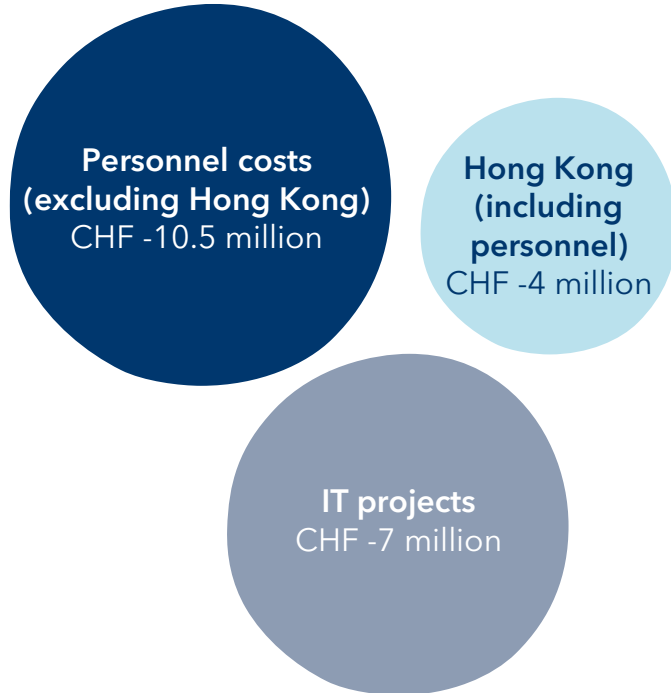 Personnel costs
(excluding Hong Kong)
CHF -10.5 million
Hong Kong
(including
personnel)
CHF -4 million
IT projects
CHF -7 million